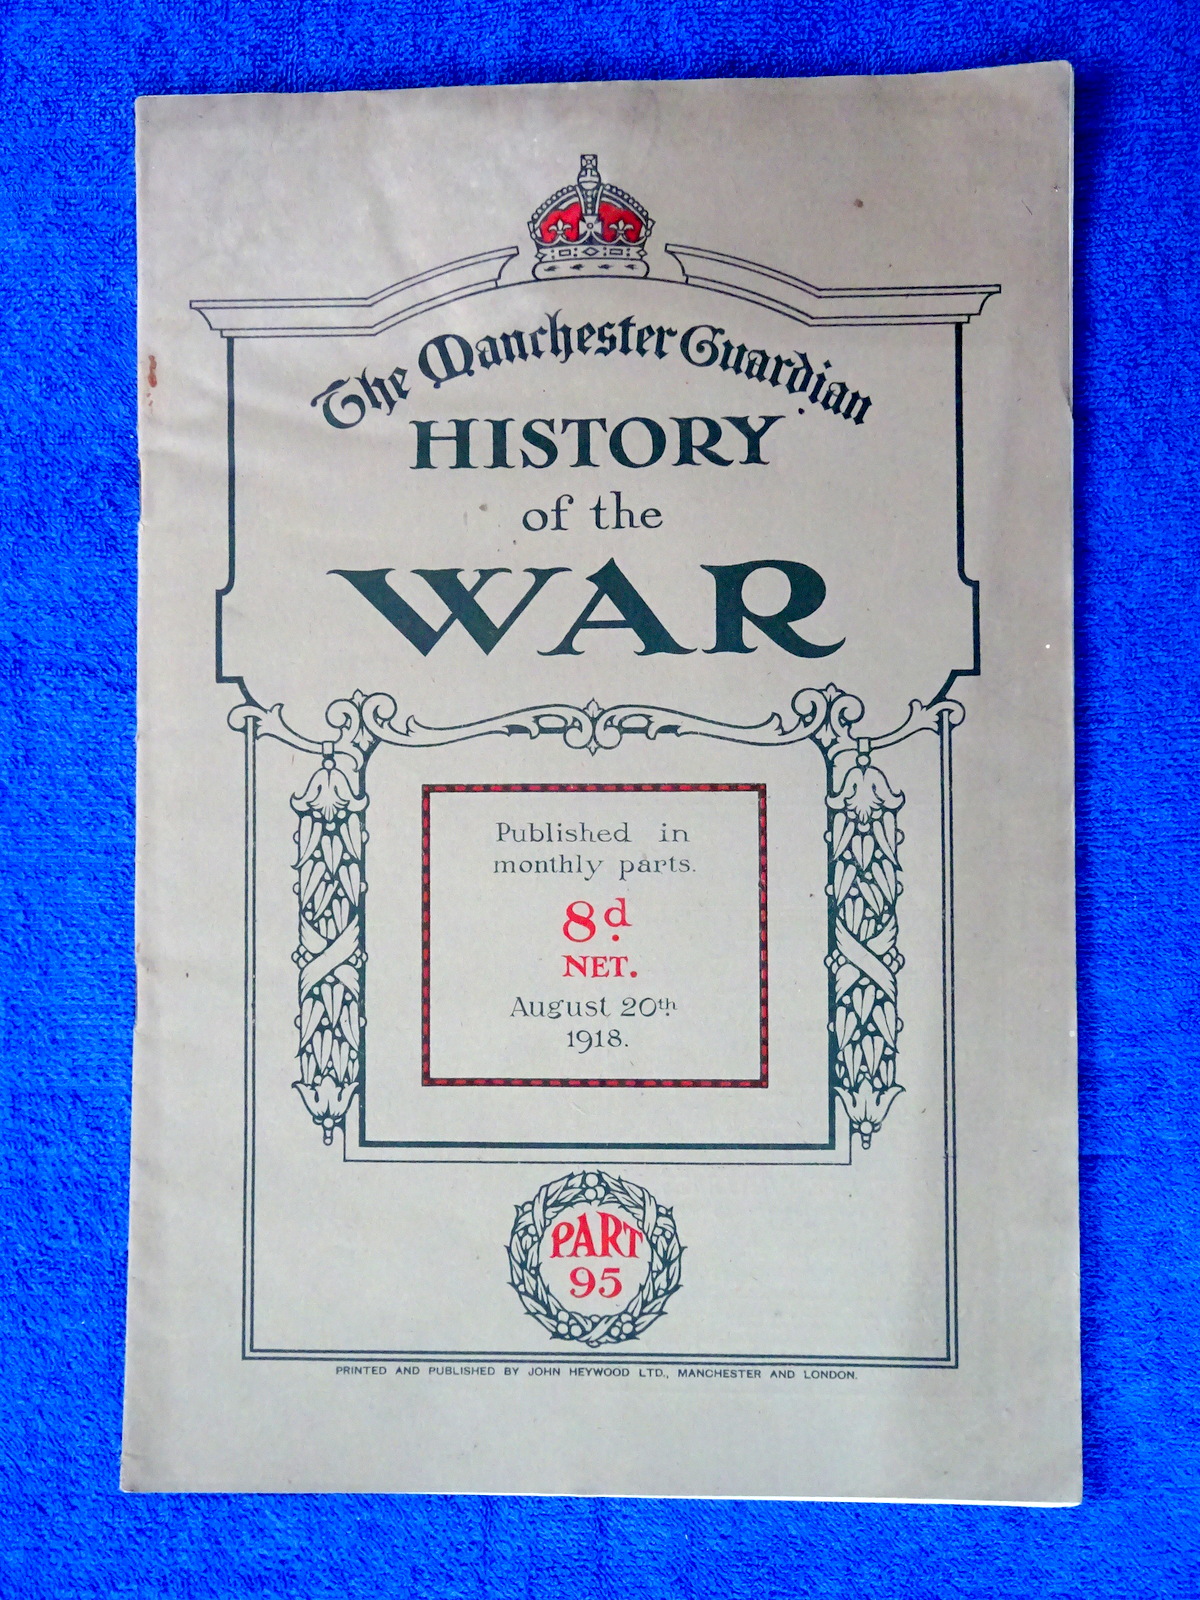 The Manchester Guardian
HISTORY
of the
WAR
Published in
monthly parts.
8d
NET.
August 20th
1918.
PART
95
PRINTED AND PUBLISHED BY JOHN HEYWOOD LTD., MANCHESTER AND LONDON.